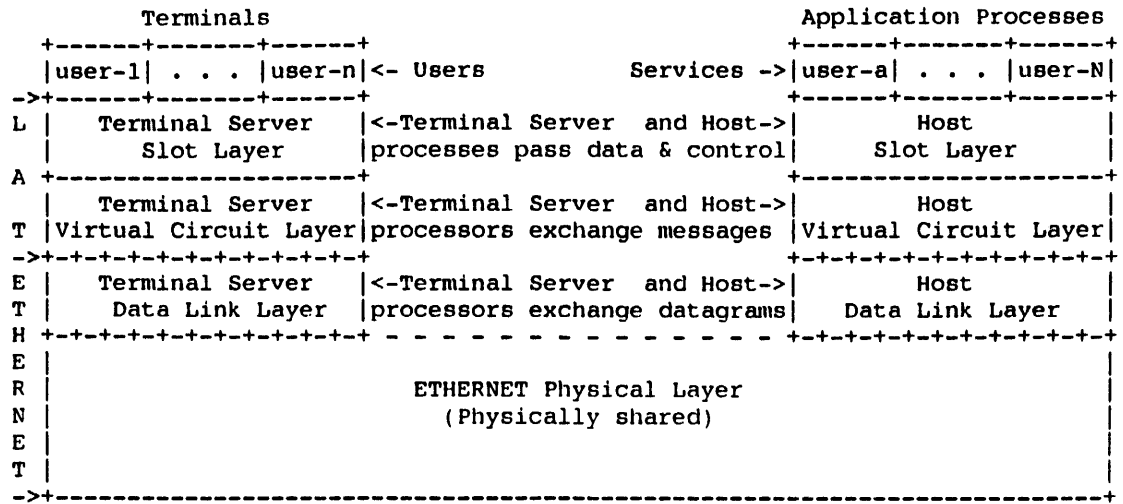 Terminals                                 Application Processes
   +------+-------+------+                           +------+-------+------+
   |user-1| . . . |user-n|<- Users         Services ->|user-a| . . . |user-N|
 ->+------+-------+------+                           +------+-------+------+
L  |   Terminal Server   |<-Terminal Server  and Host->|        Host        |
   |      Slot Layer     |processes pass data & control|     Slot Layer     |
A  +---------------------+                           +---------------------+
   |   Terminal Server   |<-Terminal Server  and Host->|        Host        |
T  |Virtual Circuit Layer|processors exchange messages |Virtual Circuit Layer|
 ->+-+-+-+-+-+-+-+-+-+-+-+                           +-+-+-+-+-+-+-+-+-+-+-+
E  |   Terminal Server   |<-Terminal Server  and Host->|        Host        |
T  |    Data Link Layer  |processors exchange datagrams|   Data Link Layer  |
H  +-+-+-+-+-+-+-+-+-+-+-+ - - - - - - - - - - - - - +-+-+-+-+-+-+-+-+-+-+-+
E  |
R  |                       ETHERNET Physical Layer                         |
N  |                         (Physically shared)                           |
E  |                                                                       |
T  |                                                                       |
 ->+-----------------------------------------------------------------------+